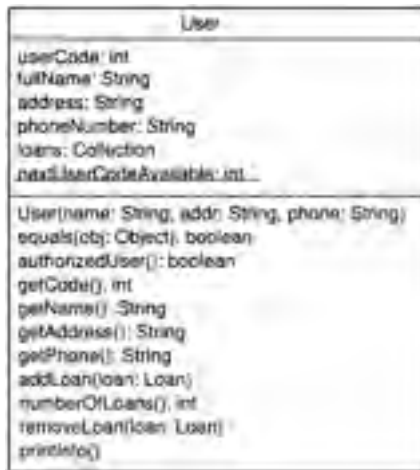 User
userCode: int
fullName: String
address: String
phoneNumber: String
loans: Collection
nextUserCodeAvailable: int
User(name: String, addr: String, phone: String)
equals(obj: Object): boolean
authorizedUser(): boolean
getCode(): int
getName(): String
getAddress(): String
getPhone(): String
addLoan(loan: Loan)
numberOfLoans(): int
removeLoan(loan: Loan)
printInfo()